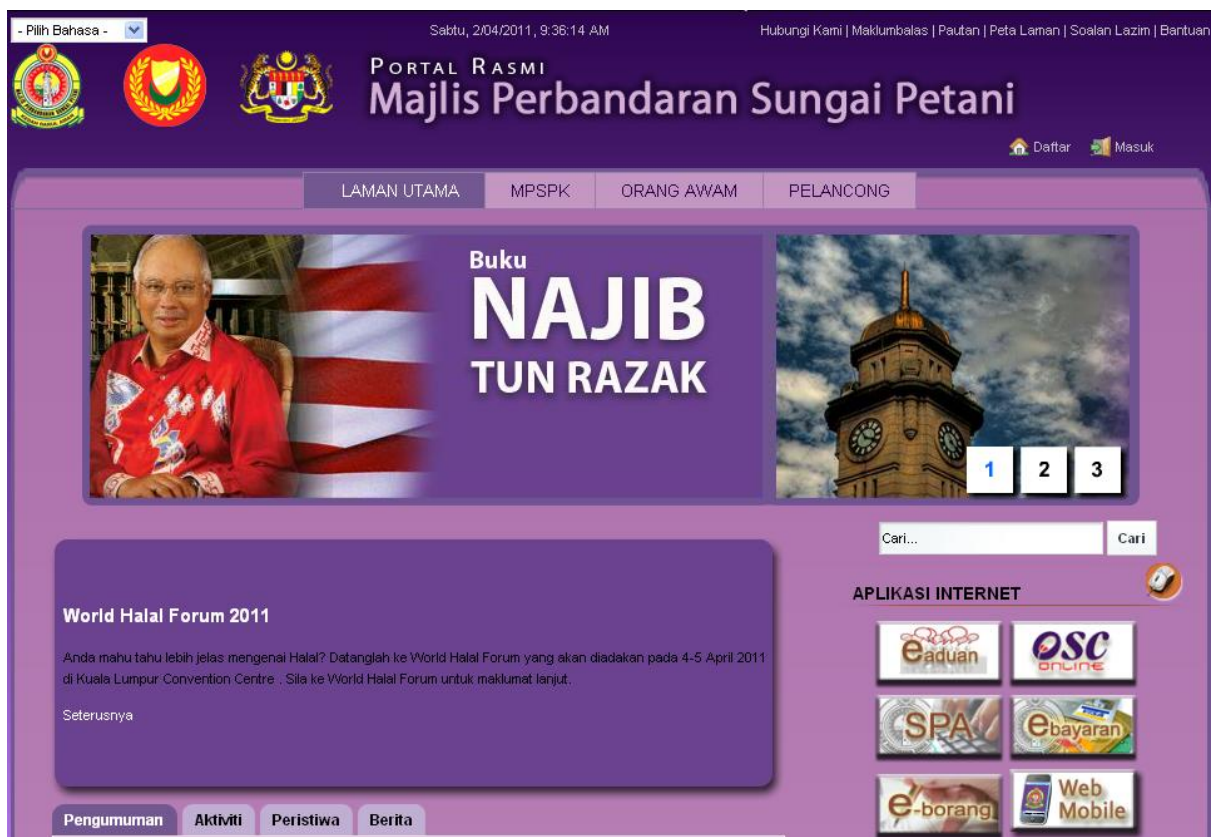 - Pilih Bahasa -
Sabtu, 2/04/2011, 9:36:14 AM
Hubungi Kami | Maklumbalas | Pautan | Peta Laman | Soalan Lazim | Bantuan
PORTAL RASMI
Majlis Perbandaran Sungai Petani
Daftar
Masuk
LAMAN UTAMA
MPSPK
ORANG AWAM
PELANCONG
Buku
NAJIB
TUN RAZAK
1
2
3
Cari...
Cari
World Halal Forum 2011
Anda mahu tahu lebih jelas mengenai Halal? Datanglah ke World Halal Forum yang akan diadakan pada 4-5 April 2011
di Kuala Lumpur Convention Centre . Sila ke World Halal Forum untuk maklumat lanjut.
Seterusnya
APLIKASI INTERNET
eaduan
OSC
ONLINE
SPA
ebayaran
e-borang
Web
Mobile
Pengumuman
Aktiviti
Peristiwa
Berita